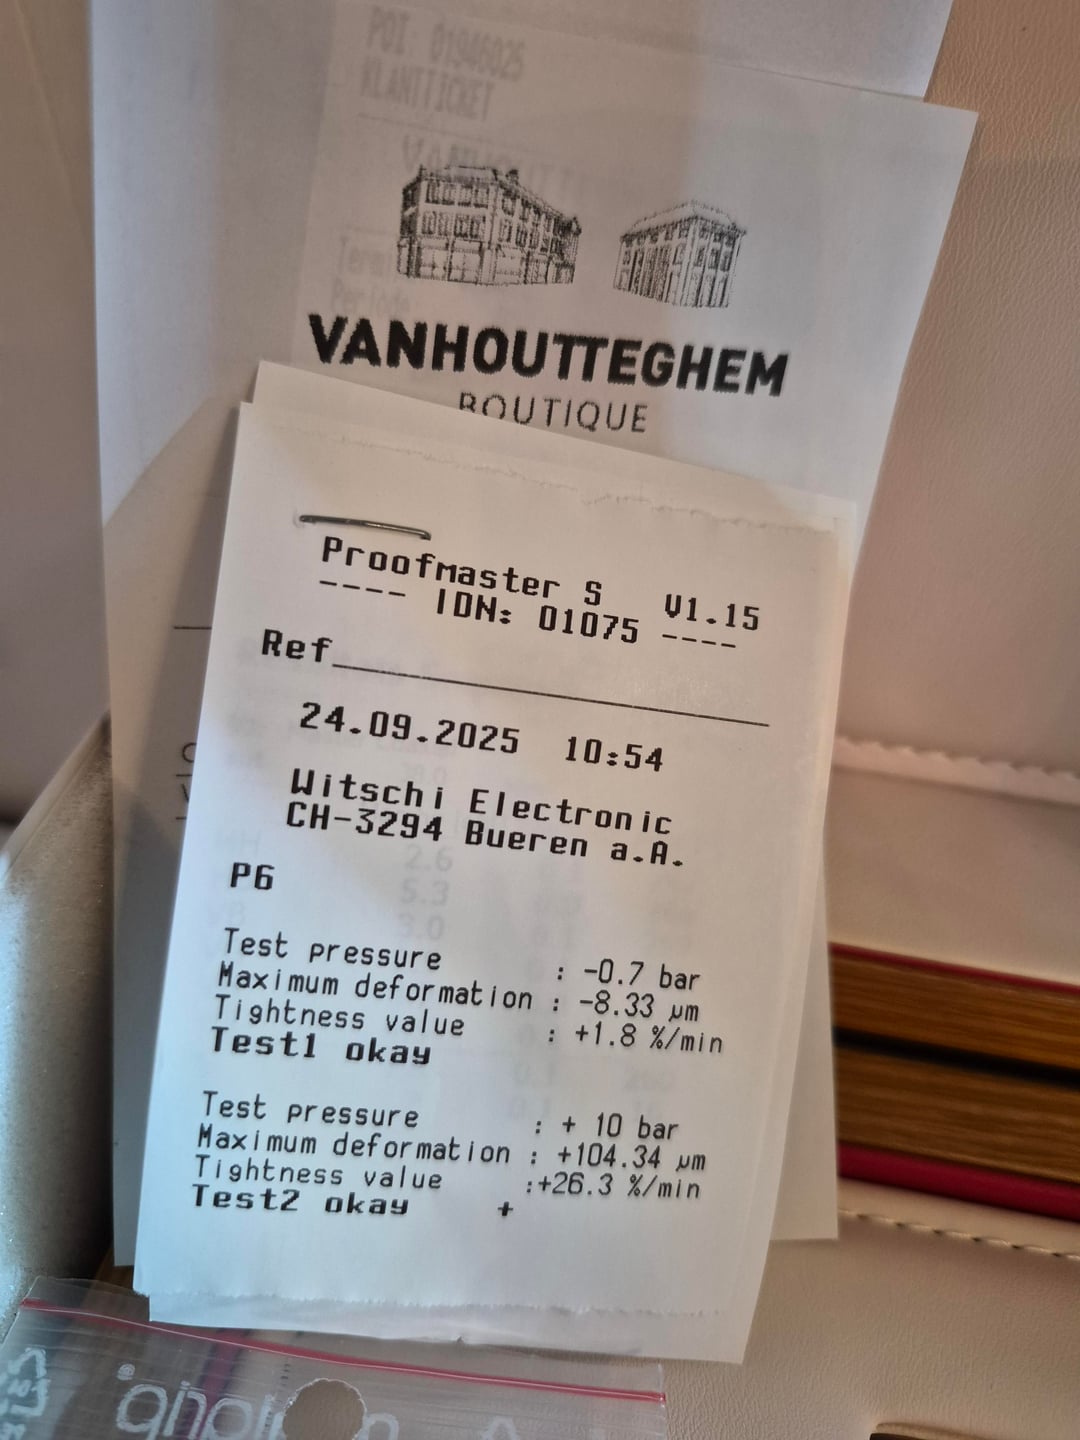 POI: 01946025
KLANTTICKET
VANHOUTTEGHEM
BOUTIQUE
Proofmaster S V1.15
---- IDN: 01075 ----
Ref_
24.09.2025 10:54
Witschi Electronic
CH-3294 Bueren a.A.
P6
Test pressure : -0.7 bar
Maximum deformation : -8.33 µm
Tightness value : +1.8 %/min
Test1 okay
Test pressure : + 10 bar
Maximum deformation : +104.34 µm
Tightness value :+26.3 %/min
Test2 okay +